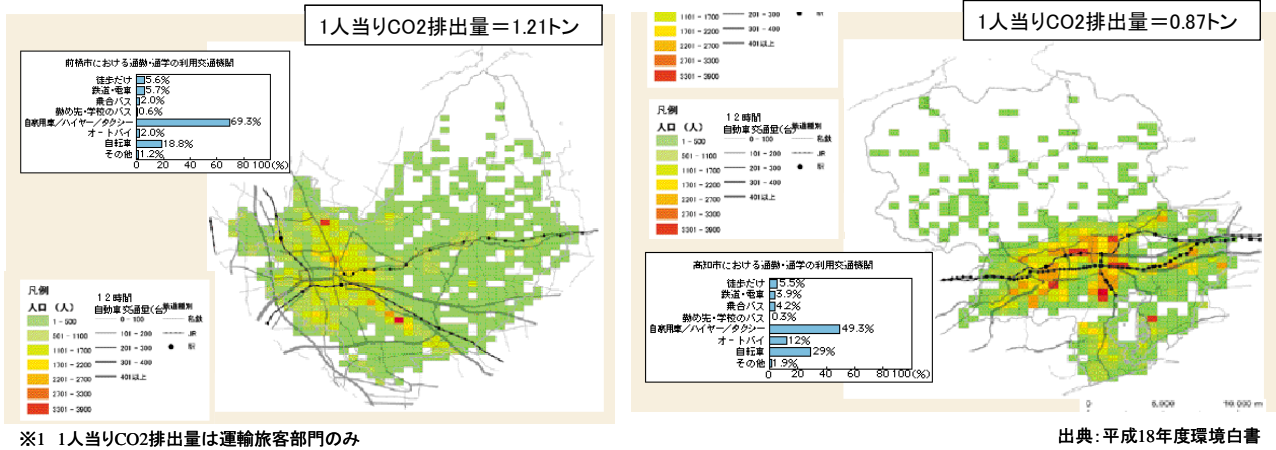 1人当りCO2排出量＝1.21トン
前橋市における通勤・通学の利用交通機関
徒歩だけ 5.6%
鉄道・電車 5.7%
乗合バス 2.0%
勤め先・学校のバス 0.6%
自家用車／ハイヤー／タクシー 69.3%
オートバイ 2.0%
自転車 18.8%
その他 1.2%
0 20 40 60 80 100(%)
凡例
人口 (人)
12時間
自動車交通量(台)
鉄道種別
1 - 500
501 - 1100
1101 - 1700
1701 - 2200
2201 - 2700
2701 - 3300
3301 - 3900
0 - 100
101 - 200
201 - 300
301 - 400
401以上
私鉄
JR
駅
※1 1人当りCO2排出量は運輸旅客部門のみ
1人当りCO2排出量＝0.87トン
1101 - 1700
1701 - 2200
2201 - 2700
2701 - 3300
3301 - 3900
201 - 300
301 - 400
401以上
駅
凡例
人口 (人)
12時間
自動車交通量(台)
鉄道種別
1 - 500
501 - 1100
1101 - 1700
1701 - 2200
2201 - 2700
2701 - 3300
3301 - 3900
0 - 100
101 - 200
201 - 300
301 - 400
401以上
私鉄
JR
駅
高知市における通勤・通学の利用交通機関
徒歩だけ 5.5%
鉄道・電車 3.9%
乗合バス 4.2%
勤め先・学校のバス 0.3%
自家用車／ハイヤー／タクシー 49.3%
オートバイ 12%
自転車 29%
その他 1.9%
0 20 40 60 80 100(%)
0 5,000 10,000 m
出典：平成18年度環境白書